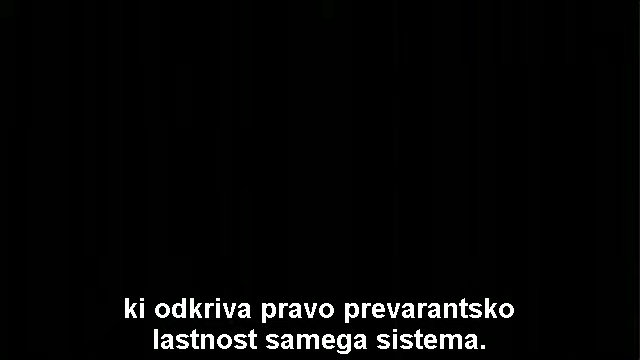 ki odkriva pravo prevarantsko
lastnost samega sistema.